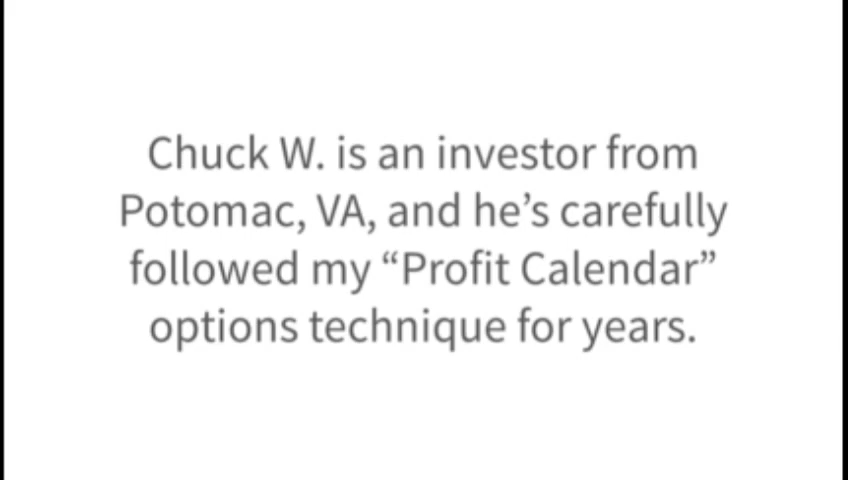 Chuck W. is an investor from
Potomac, VA, and he’s carefully
followed my “Profit Calendar”
options technique for years.